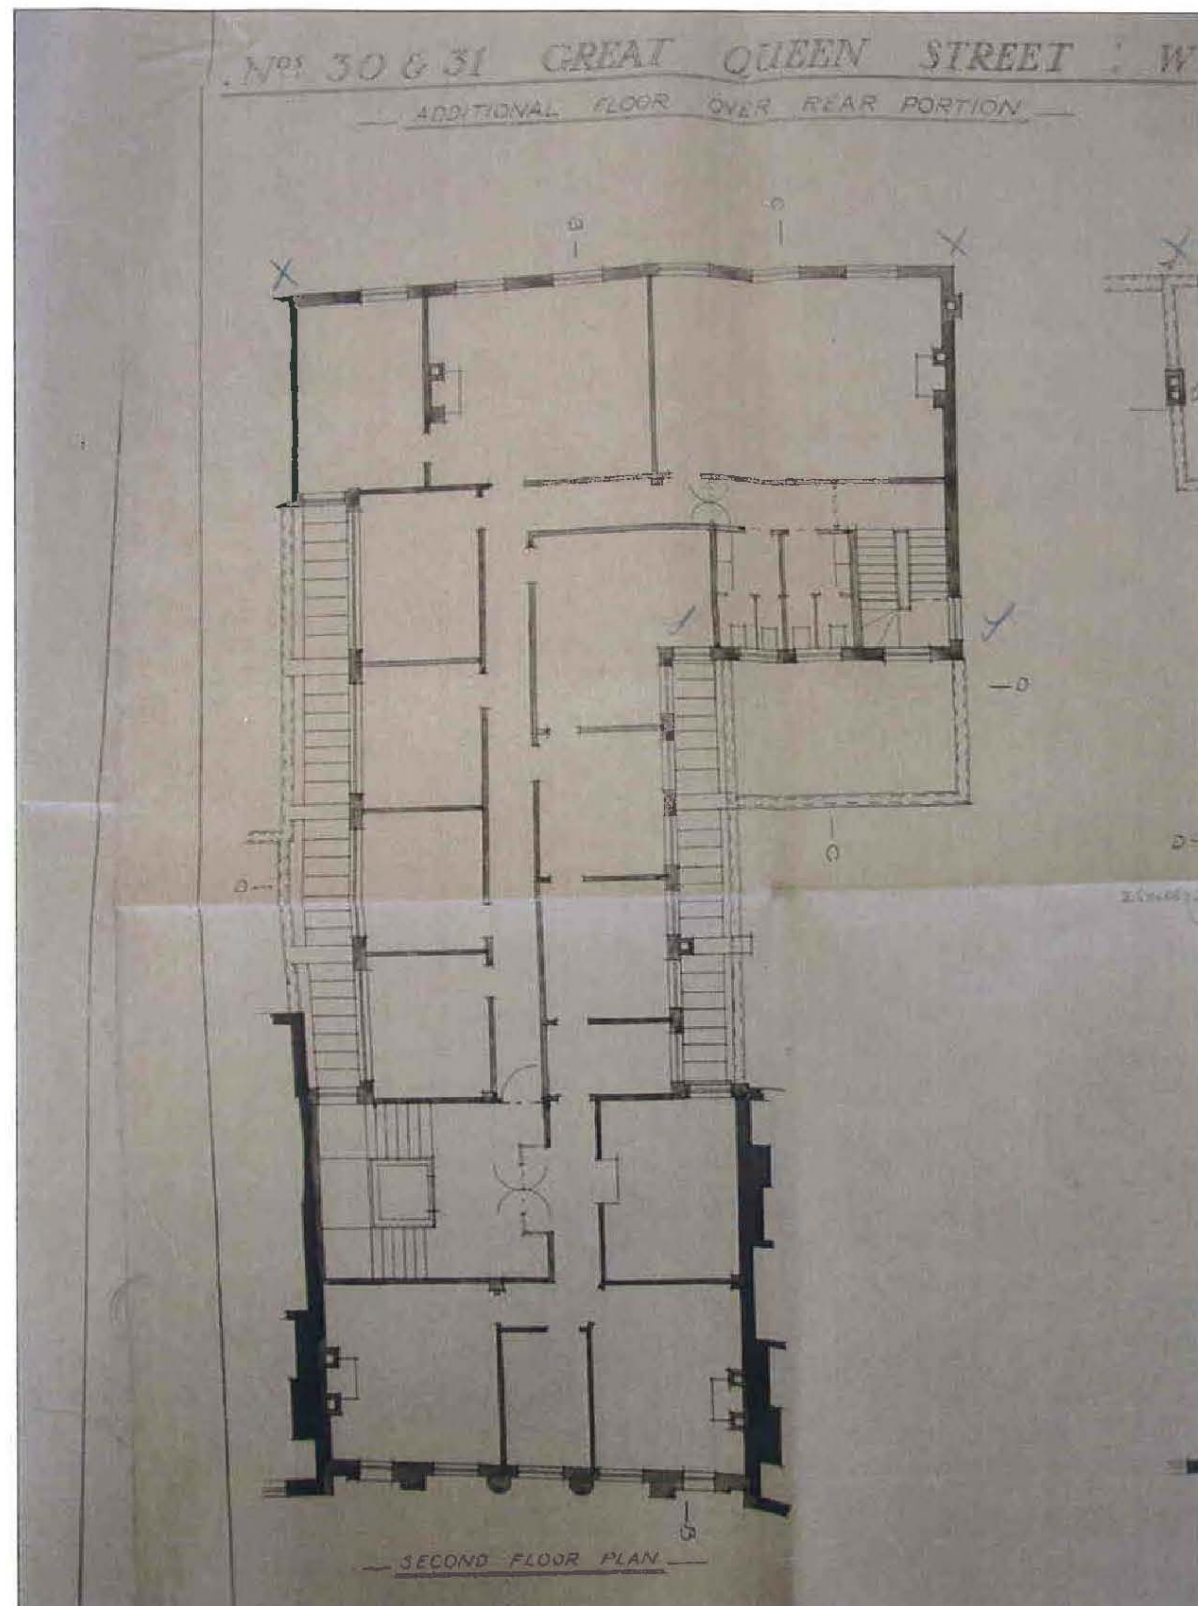 Nos 30 & 31 GREAT QUEEN STREET : W
ADDITIONAL FLOOR OVER REAR PORTION
B
C
X
X
X
D
C
D
D
B
SECOND FLOOR PLAN